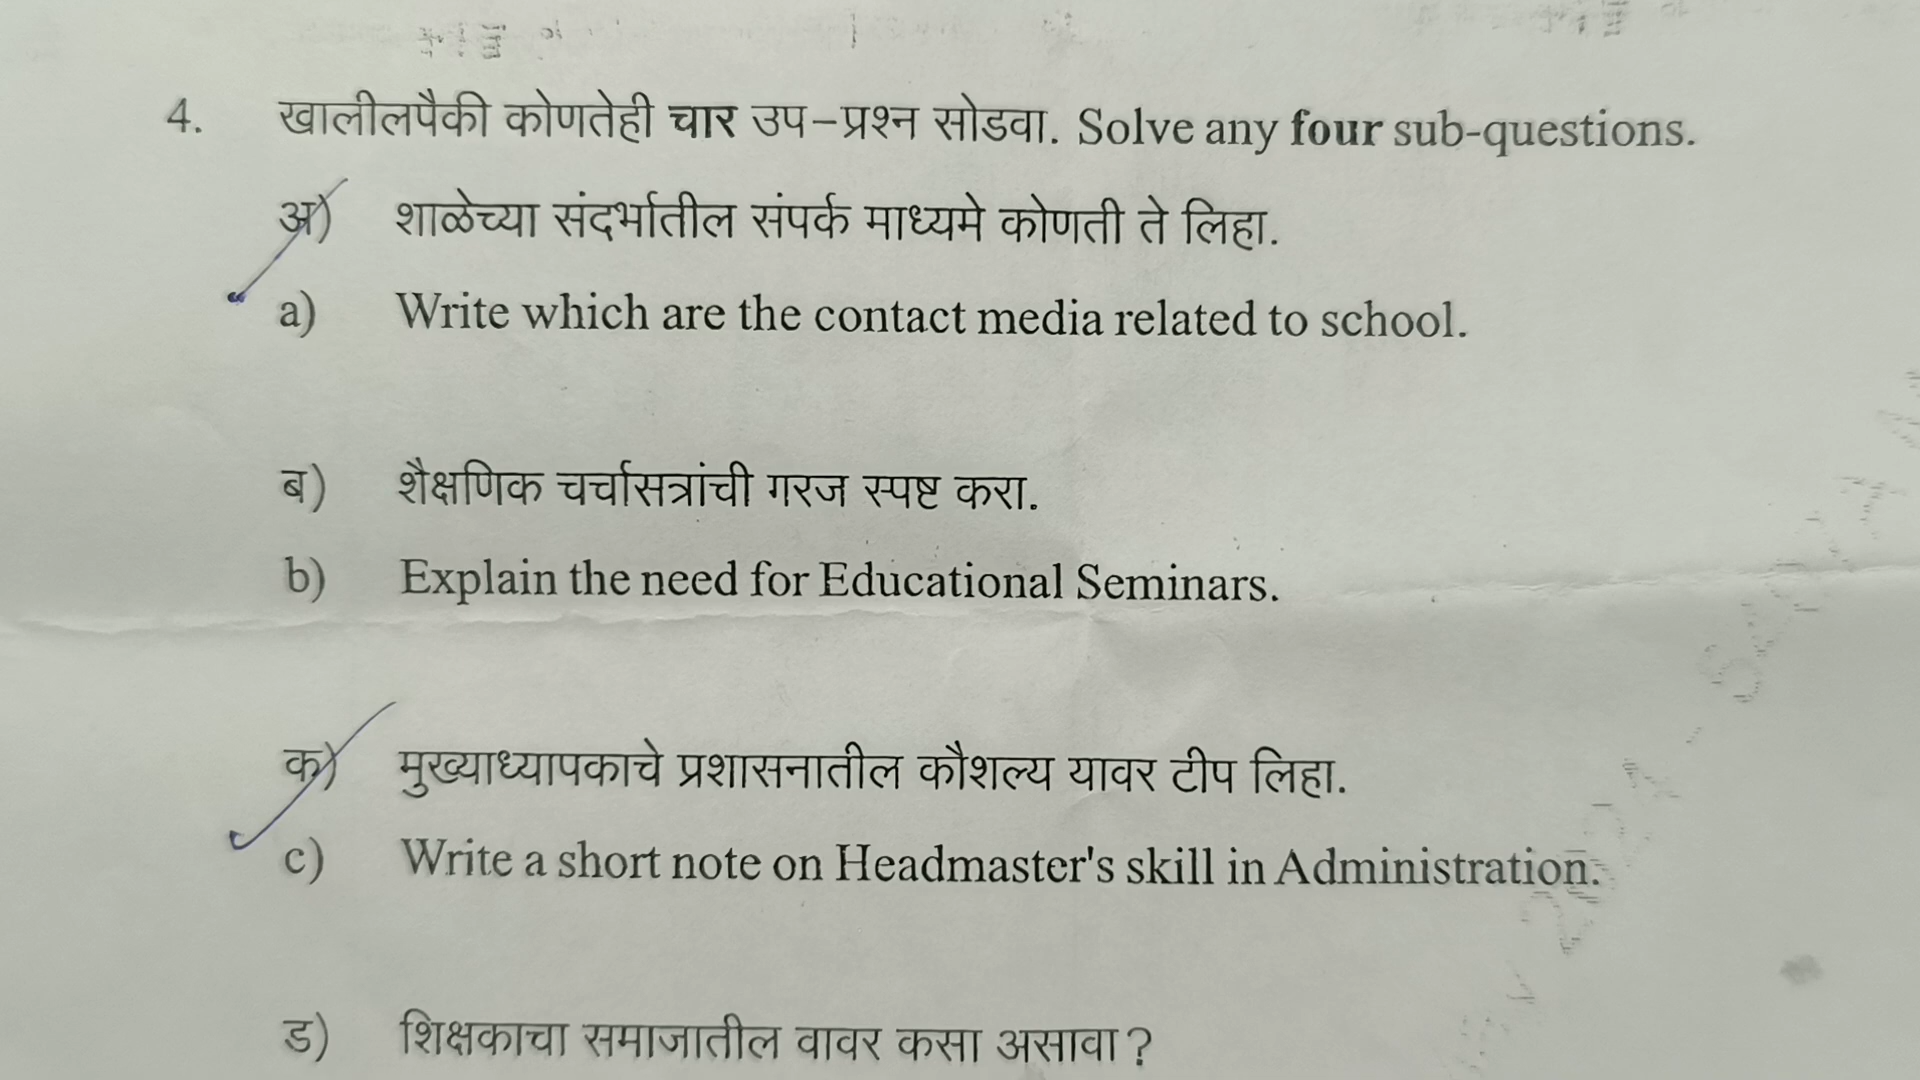 4. खालीलपैकी कोणतेही चार उप-प्रश्न सोडवा. Solve any four sub-questions.
अ) शाळेच्या संदर्भातील संपर्क माध्यमे कोणती ते लिहा.
a) Write which are the contact media related to school.
ब) शैक्षणिक चर्चासत्रांची गरज स्पष्ट करा.
b) Explain the need for Educational Seminars.
क) मुख्याध्यापकाचे प्रशासनातील कौशल्य यावर टीप लिहा.
c) Write a short note on Headmaster's skill in Administration.
ड) शिक्षकाचा समाजातील वावर कसा असावा?